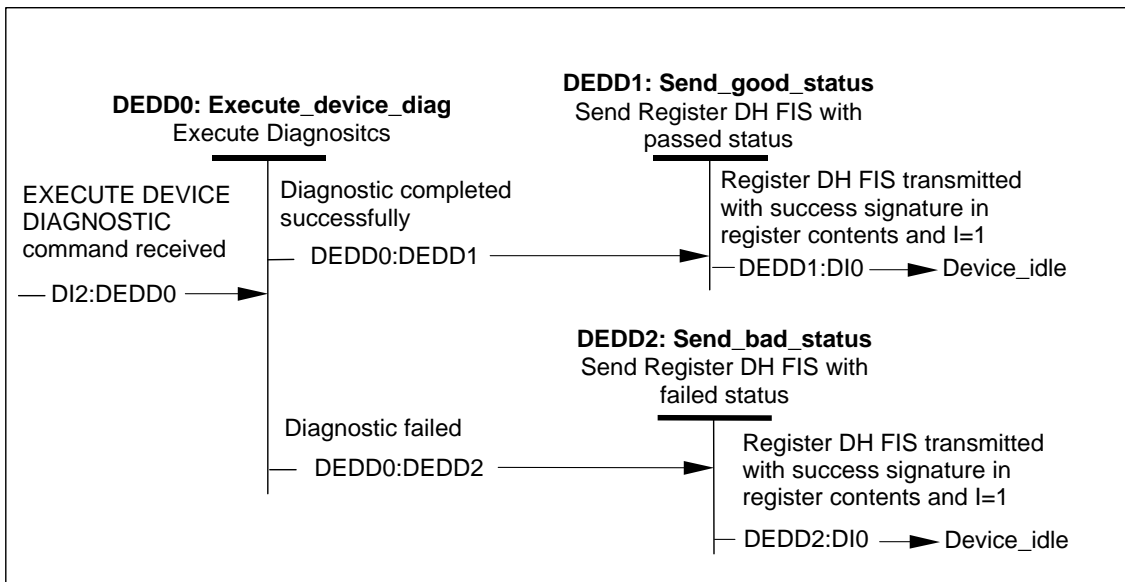 DEDD0: Execute_device_diag
Execute Diagnositcs
EXECUTE DEVICE
DIAGNOSTIC
command received
DI2:DEDD0
Diagnostic completed
successfully
DEDD0:DEDD1
DEDD1: Send_good_status
Send Register DH FIS with
passed status
Register DH FIS transmitted
with success signature in
register contents and I=1
DEDD1:DI0
Device_idle
Diagnostic failed
DEDD0:DEDD2
DEDD2: Send_bad_status
Send Register DH FIS with
failed status
Register DH FIS transmitted
with success signature in
register contents and I=1
DEDD2:DI0
Device_idle